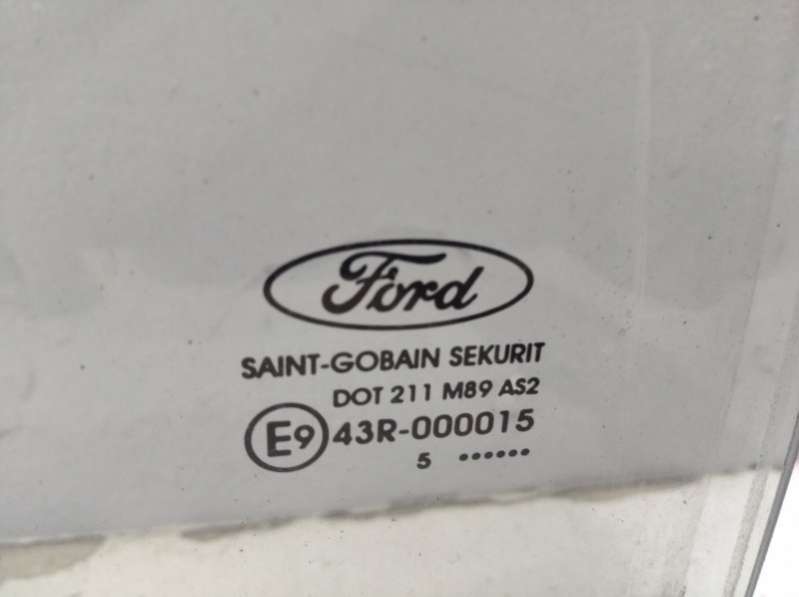 Ford
SAINT-GOBAIN SEKURIT
DOT 211 M89 AS2
E9 43R-000015
5 ••••••